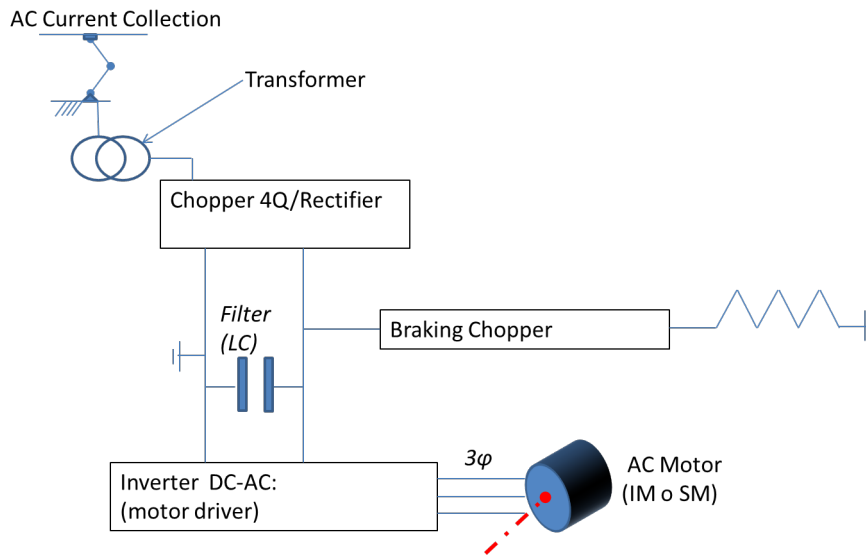 AC Current Collection
Transformer
Chopper 4Q/Rectifier
Filter
(LC)
Braking Chopper
Inverter DC-AC:
(motor driver)
3φ
AC Motor
(IM o SM)